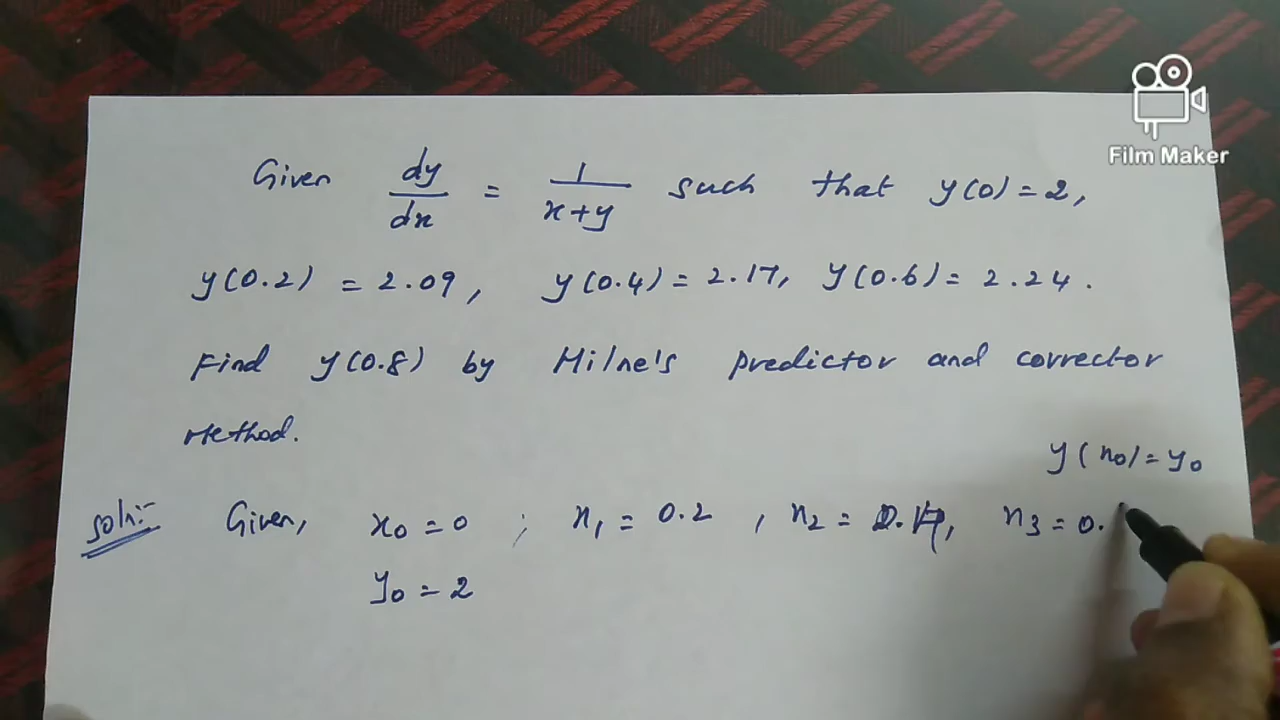 Film Maker
Given dy/dx = 1/(x+y) such that y(0) = 2,
y(0.2) = 2.09, y(0.4) = 2.17, y(0.6) = 2.24.
Find y(0.8) by Milne's predictor and corrector
Method.
y(x0) = y0
Soln:- Given, x0 = 0 ; x1 = 0.2 , x2 = , x3 = 0.
y0 = 2